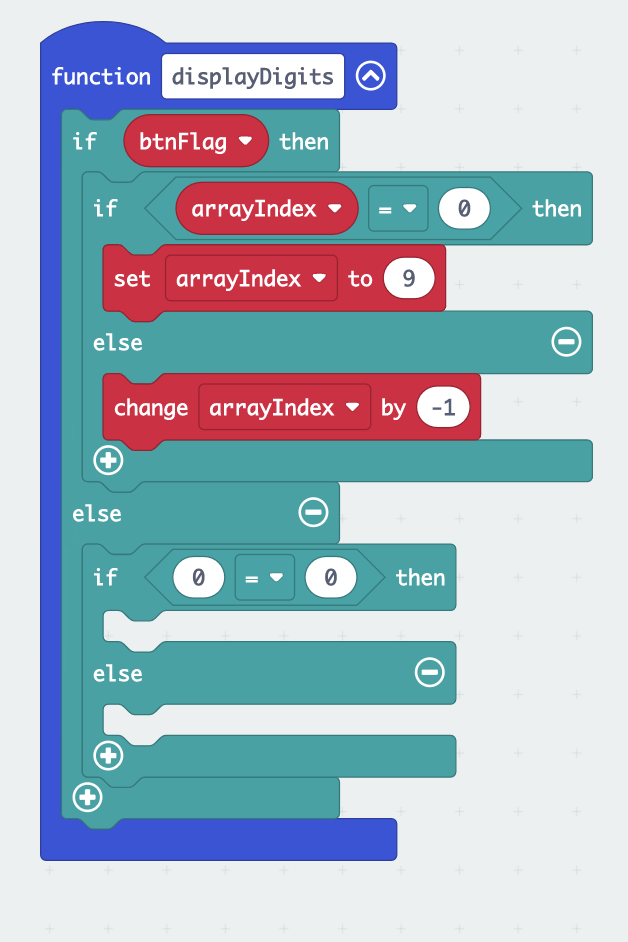 function displayDigits
if btnFlag then
if arrayIndex = 0 then
set arrayIndex to 9
else
change arrayIndex by -1
else
if 0 = 0 then
else